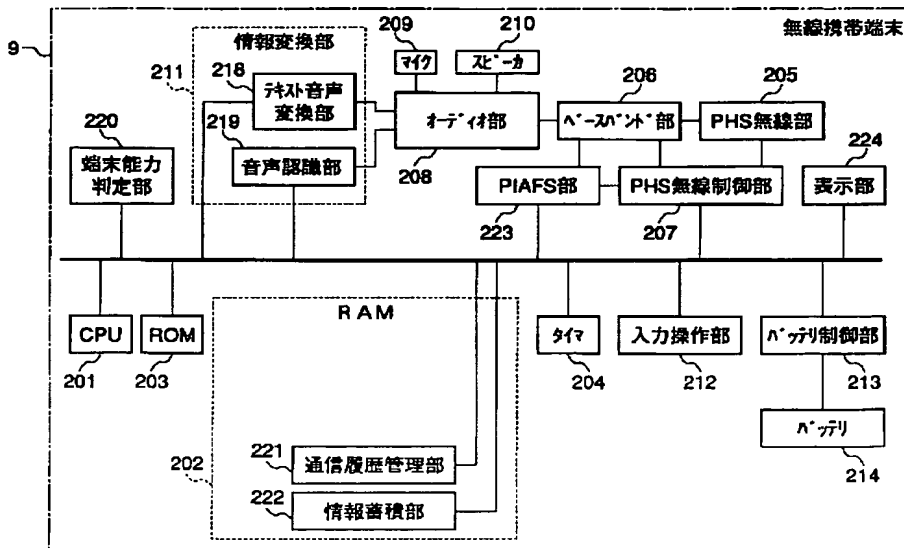 無線携帯端末
9
情報変換部
211
218
テキスト音声
変換部
219
音声認識部
209
マイク
210
スピーカ
オーディオ部
208
206
ベースバンド部
205
PHS無線部
220
端末能力
判定部
PIAFS部
223
PHS無線制御部
207
224
表示部
CPU
201
ROM
203
RAM
202
221
通信履歴管理部
222
情報蓄積部
タイマ
204
入力操作部
212
バッテリ制御部
213
バッテリ
214